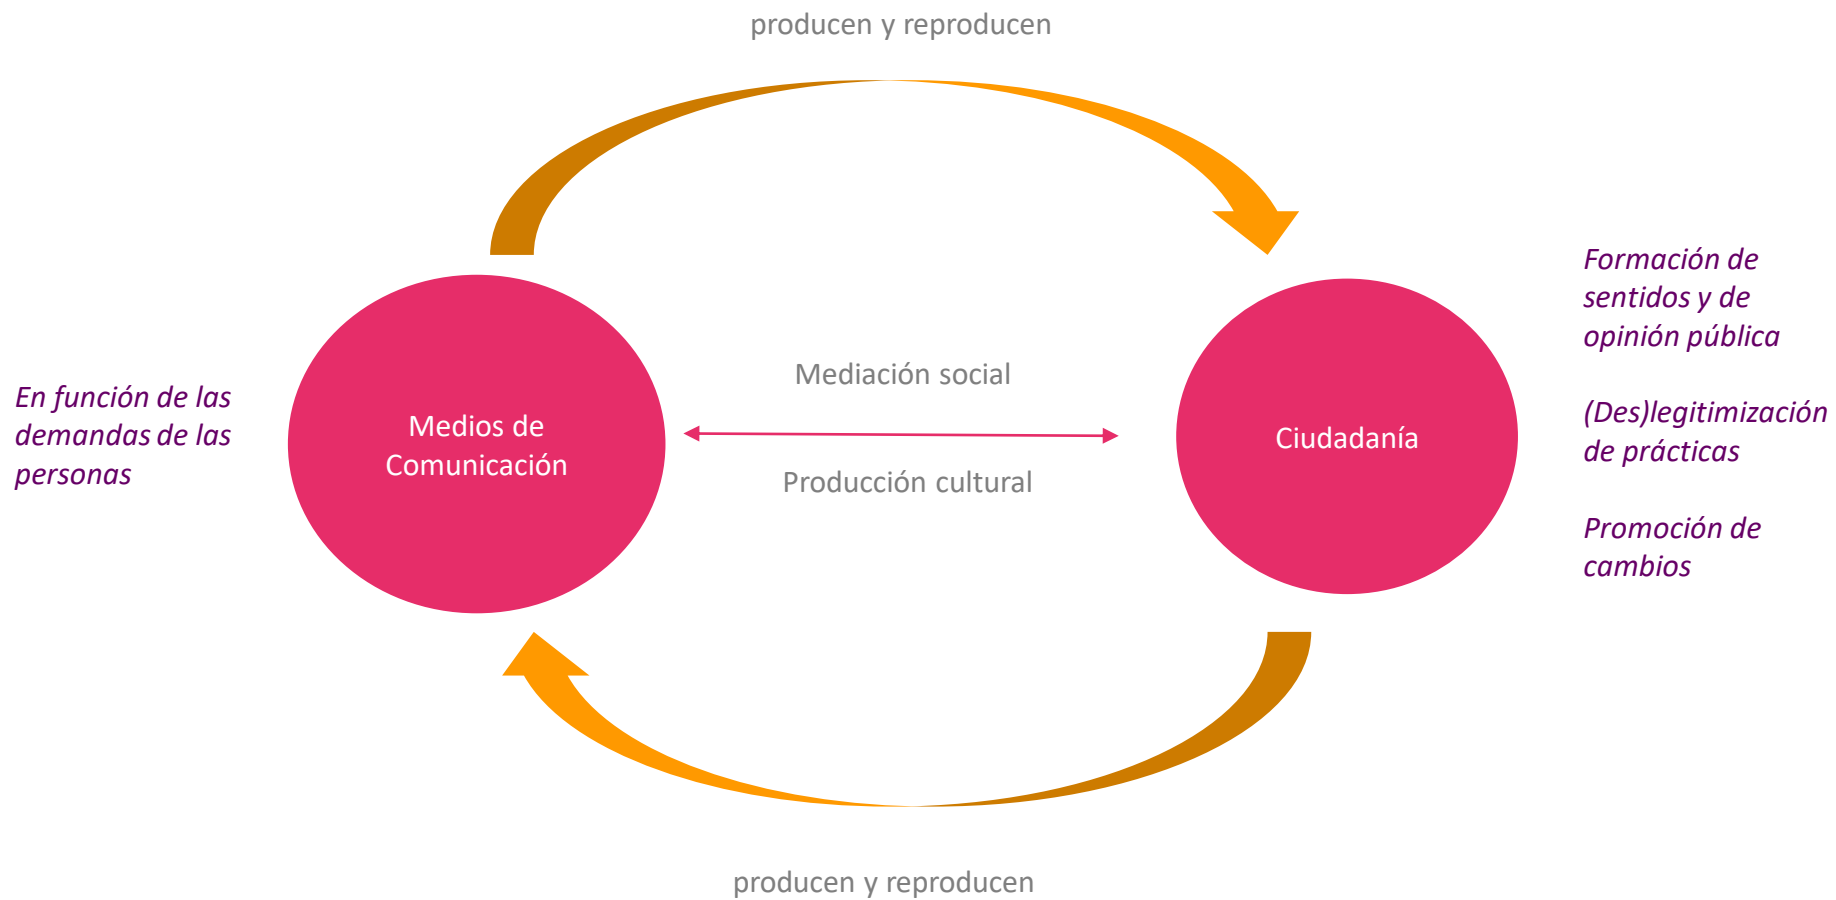 producen y reproducen
En función de las
demandas de las
personas
Medios de
Comunicación
Mediación social
Producción cultural
Ciudadanía
Formación de
sentidos y de
opinión pública
(Des)legitimización
de prácticas
Promoción de
cambios
producen y reproducen